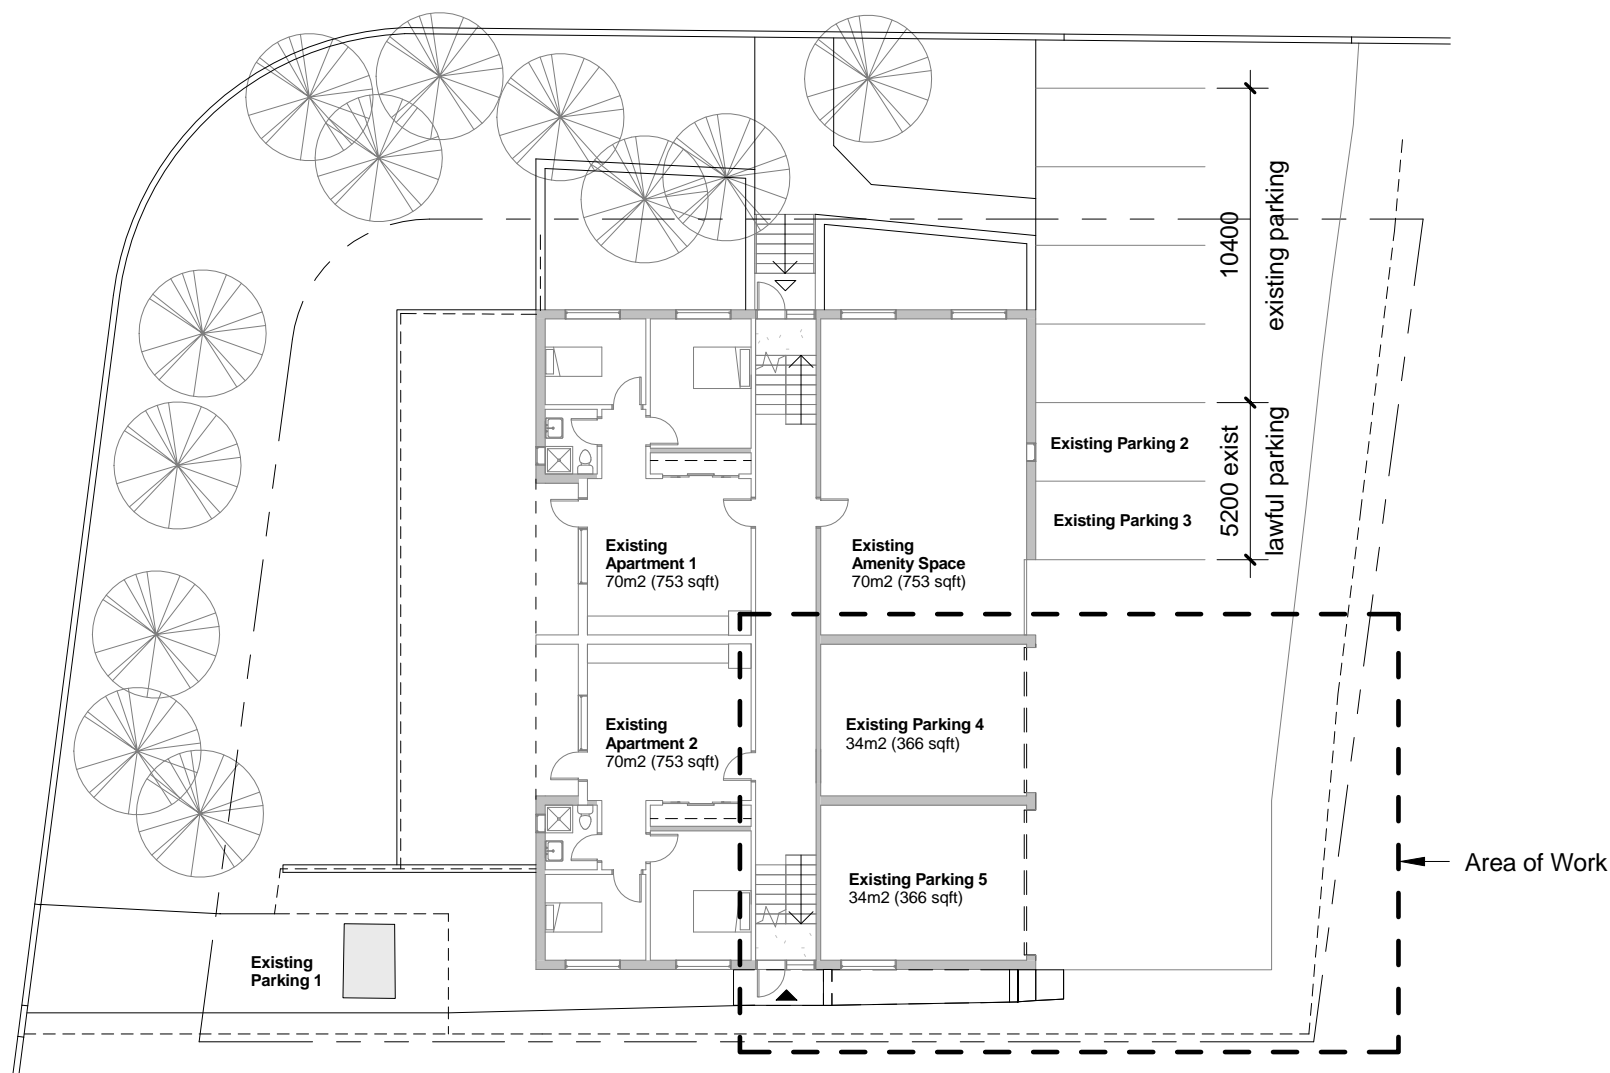 10400
existing parking
Existing Parking 2
5200 exist
lawful parking
Existing Parking 3
Existing
Apartment 1
70m2 (753 sqft)
Existing
Amenity Space
70m2 (753 sqft)
Existing
Apartment 2
70m2 (753 sqft)
Existing Parking 4
34m2 (366 sqft)
Existing Parking 5
34m2 (366 sqft)
Area of Work
Existing
Parking 1